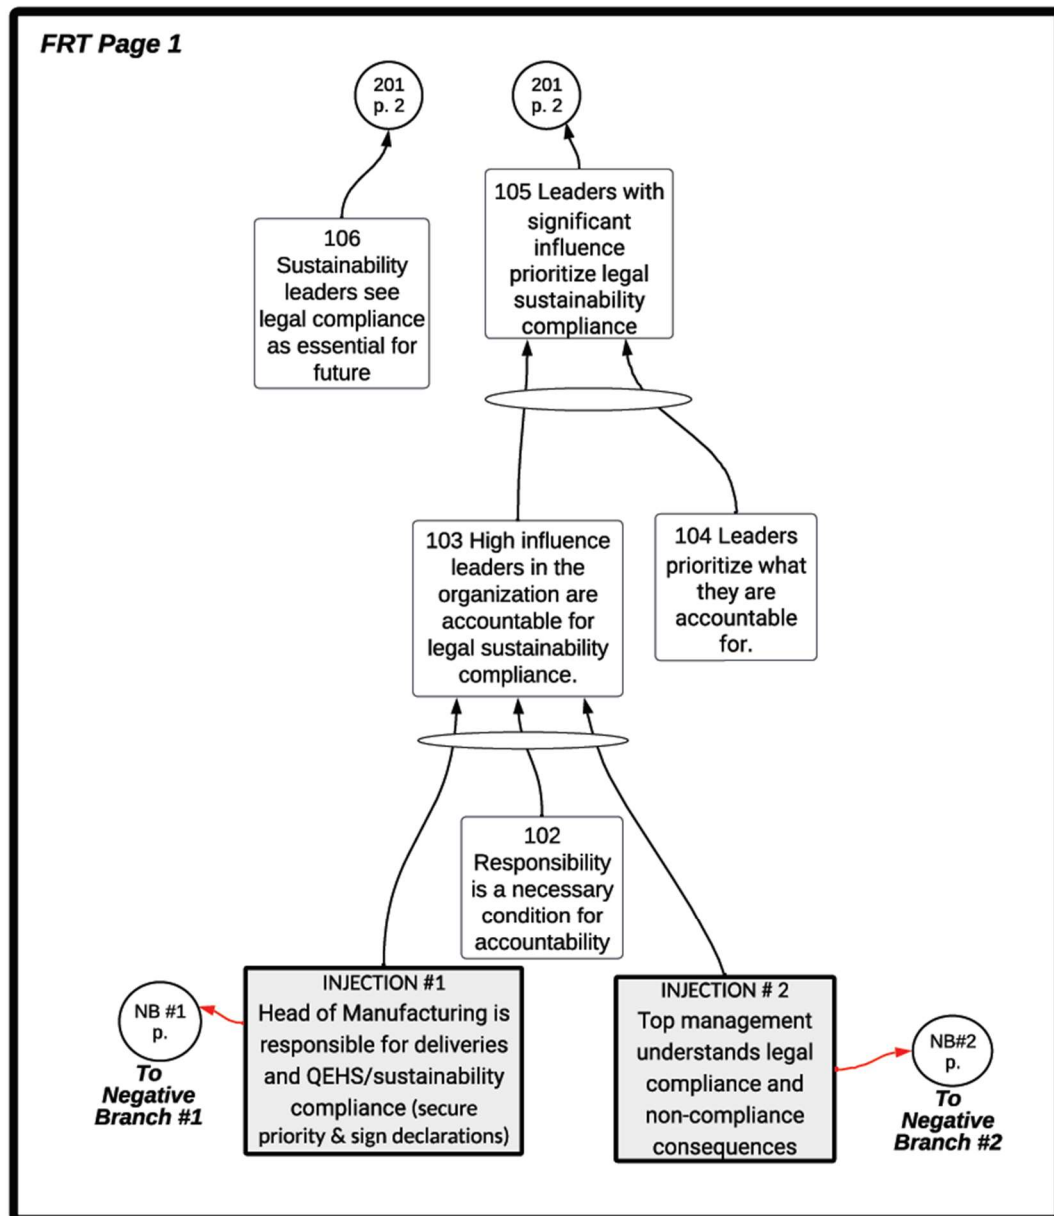 FRT Page 1
201
p. 2
201
p. 2
106
Sustainability
leaders see
legal compliance
as essential for
future
105 Leaders with
significant
influence
prioritize legal
sustainability
compliance
103 High influence
leaders in the
organization are
accountable for
legal sustainability
compliance.
104 Leaders
prioritize what
they are
accountable
for.
102
Responsibility
is a necessary
condition for
accountability
INJECTION #1
Head of Manufacturing is
responsible for deliveries
and QEHS/sustainability
compliance (secure
priority & sign declarations)
INJECTION # 2
Top management
understands legal
compliance and
non-compliance
consequences
NB #1
p.
To
Negative
Branch #1
NB#2
p.
To
Negative
Branch #2